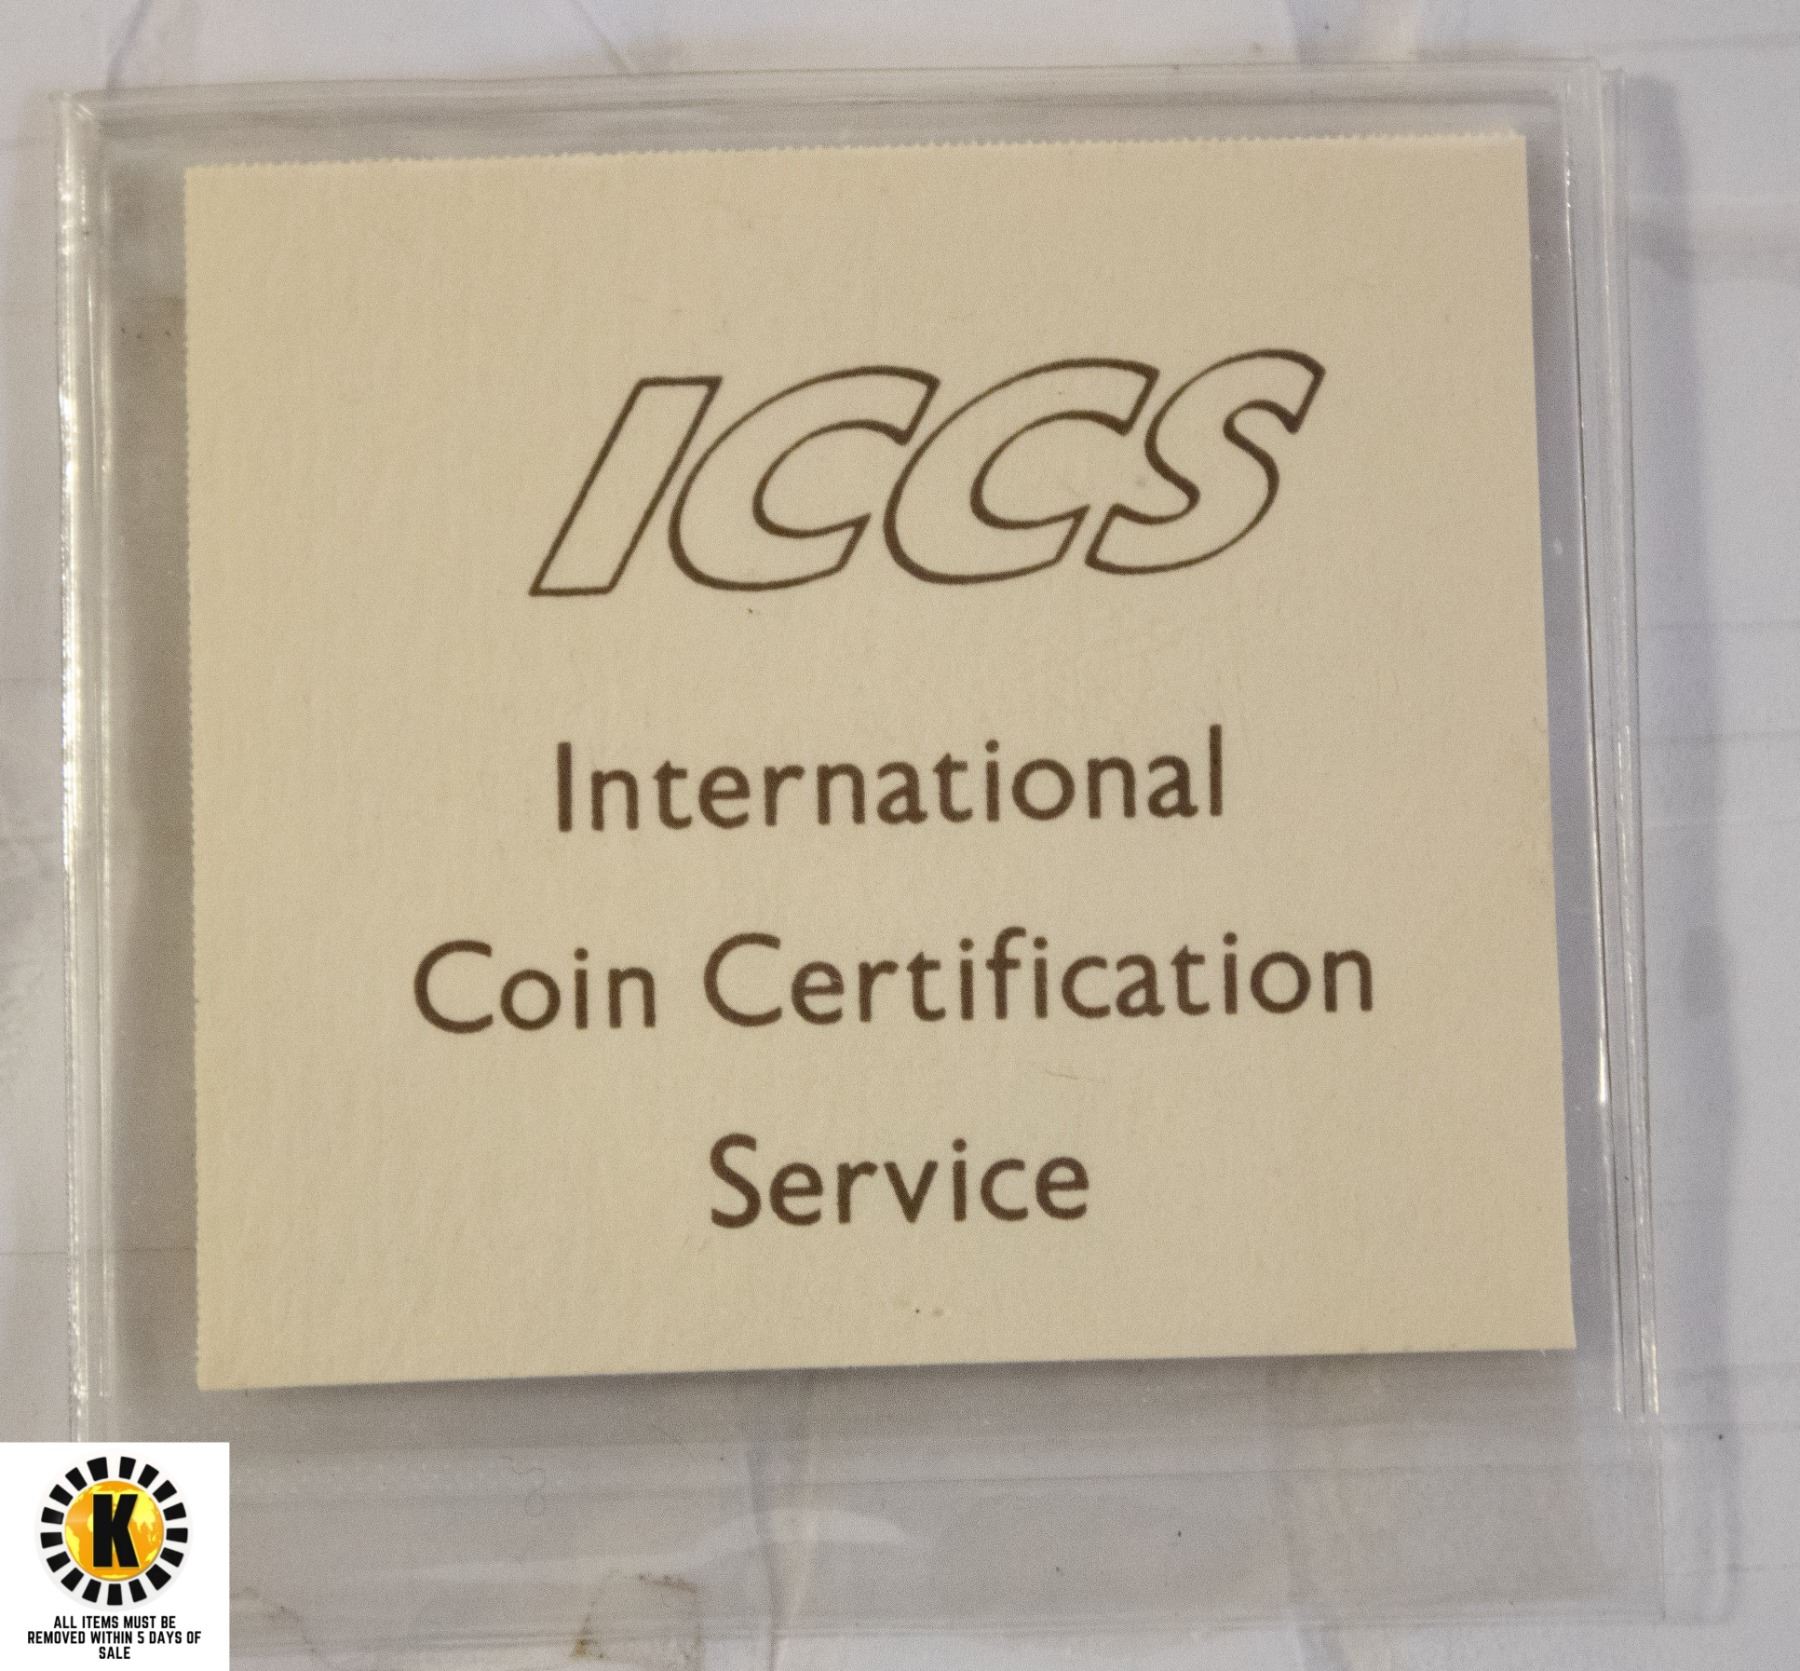 ICCS
International
Coin Certification
Service
K
ALL ITEMS MUST BE
REMOVED WITHIN 5 DAYS OF
SALE